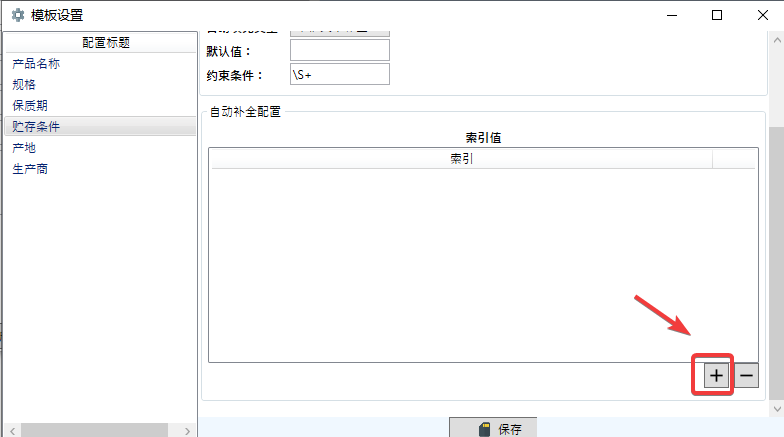 模板设置
配置标题
产品名称
规格
保质期
贮存条件
产地
生产商
默认值：
约束条件： \S+
自动补全配置
索引值
索引
保存